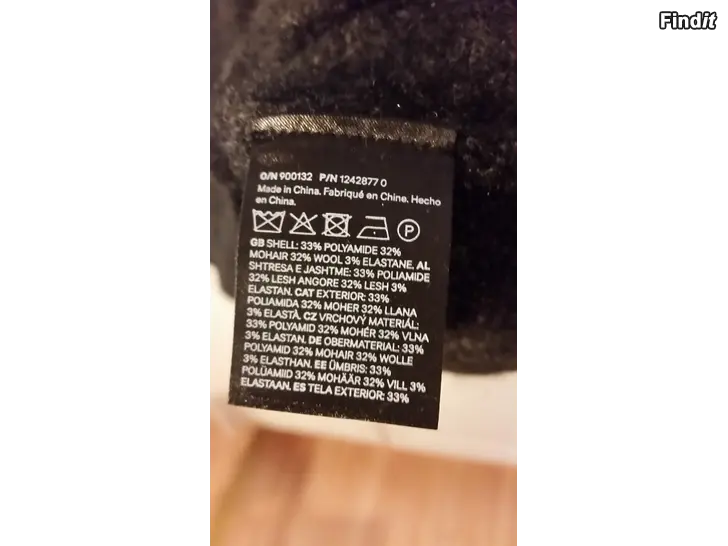 Findit
O/N 900132 P/N 1242877 0
Made in China. Fabriqué en Chine. Hecho
en China.
P
GB SHELL: 33% POLYAMIDE 32%
MOHAIR 32% WOOL 3% ELASTANE. AL
SHTRESA E JASHTME: 33% POLIAMIDE
32% LESH ANGORE 32% LESH 3%
ELASTAN. CAT EXTERIOR: 33%
POLIAMIDA 32% MOHER 32% LLANA
3% ELASTÀ. CZ VRCHOVÝ MATERIÁL:
33% POLYAMID 32% MOHÉR 32% VLNA
3% ELASTAN. DE OBERMATERIAL: 33%
POLYAMID 32% MOHAIR 32% WOLLE
3% ELASTHAN. EE ÜMBRIS: 33%
POLÜAMIID 32% MOHÄÄR 32% VILL 3%
ELASTAAN. ES TELA EXTERIOR: 33%